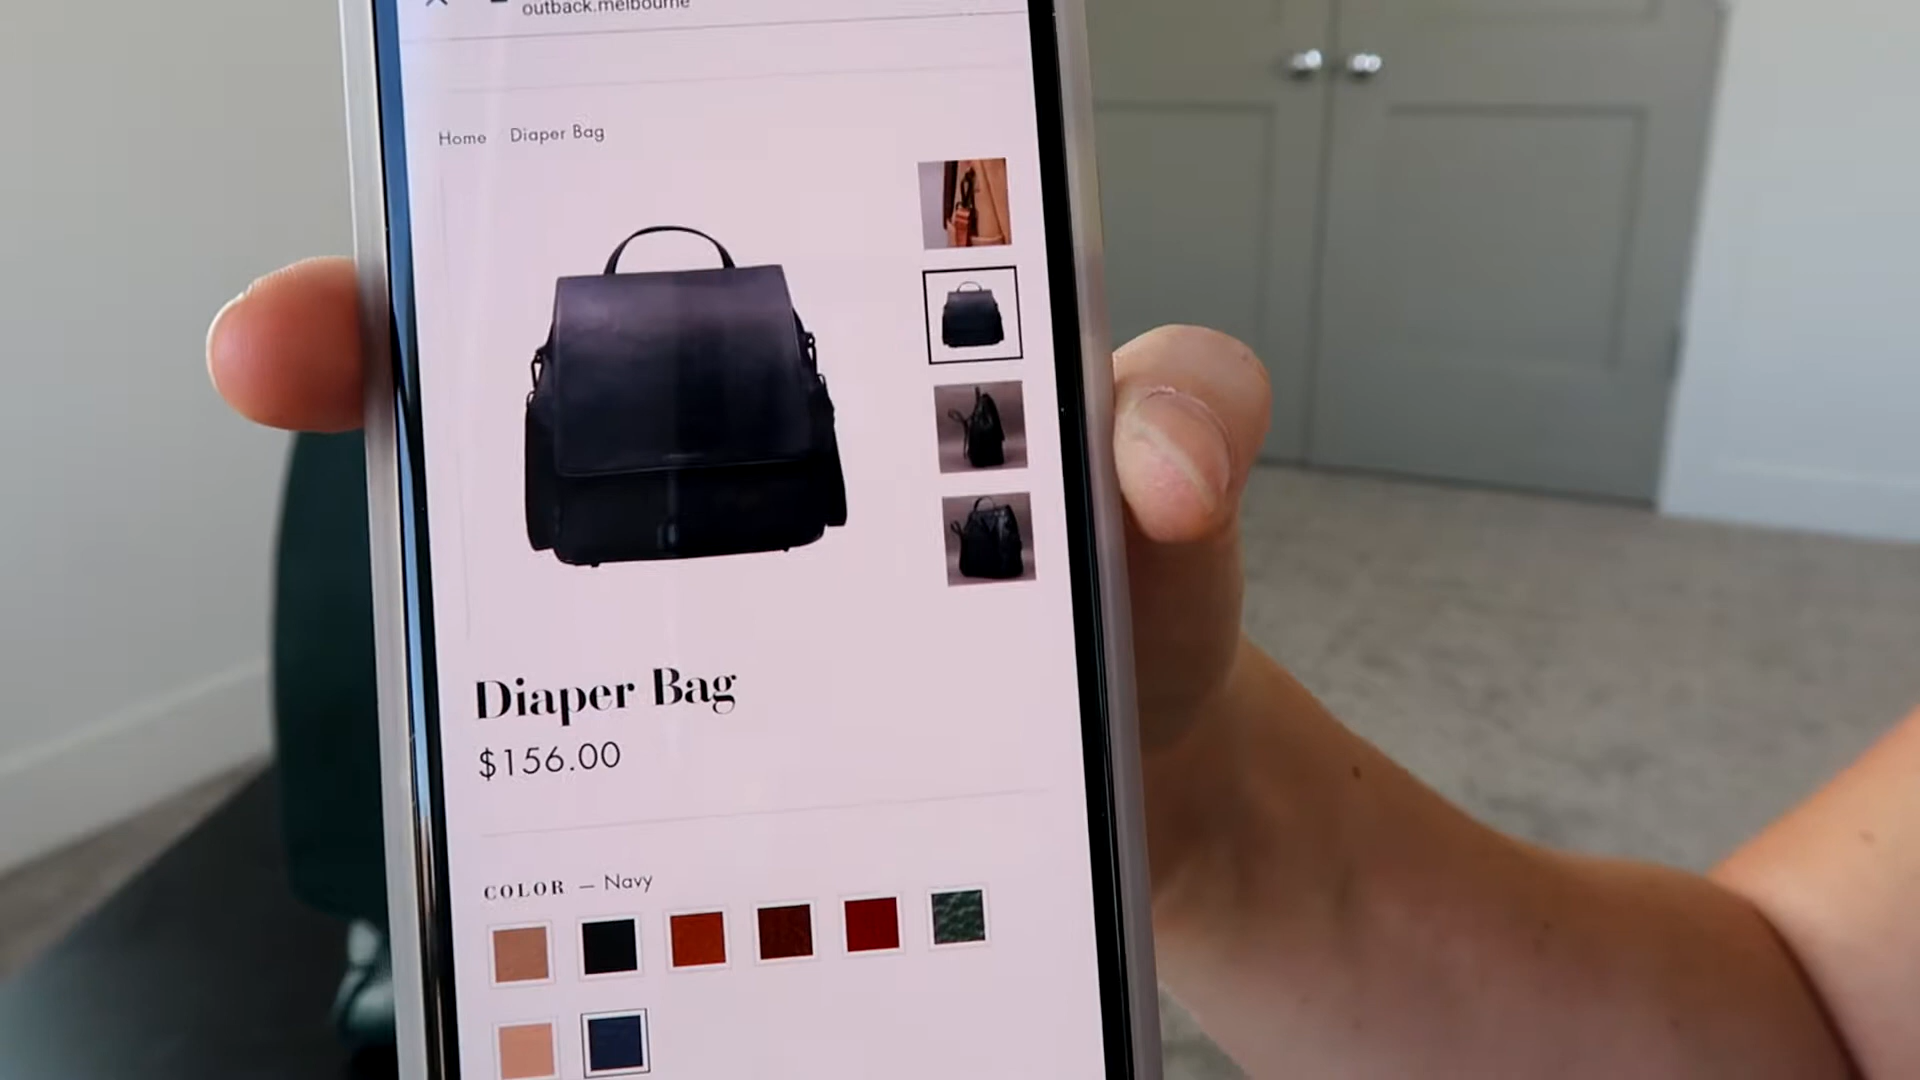 outback.melbourne
Home Diaper Bag
Diaper Bag
$156.00
COLOR — Navy